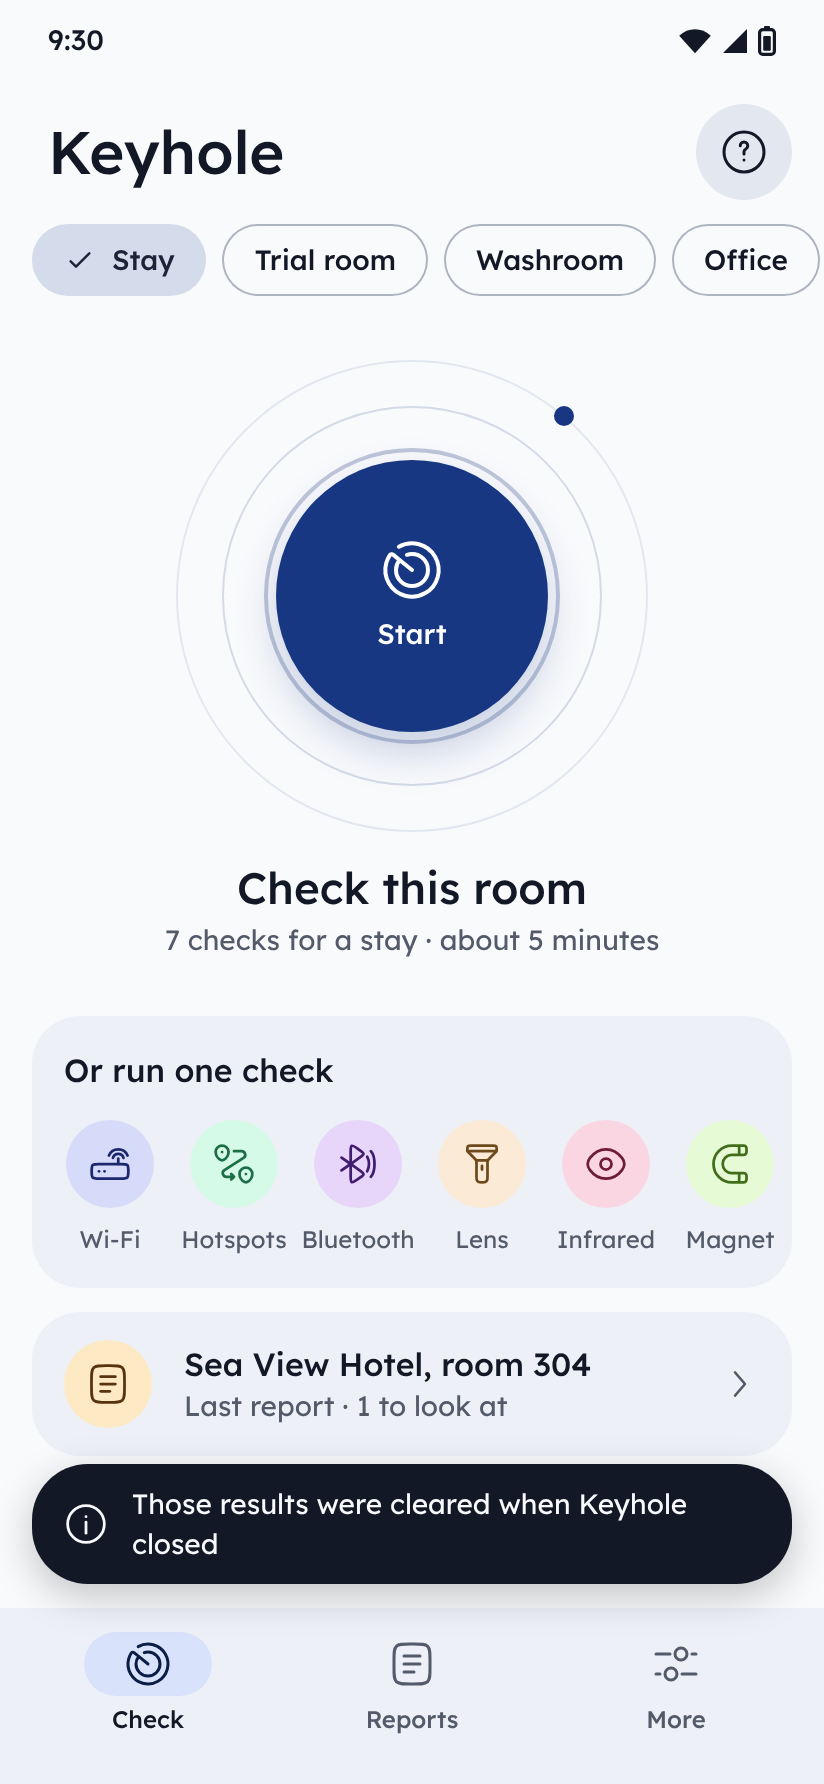 9:30
Keyhole
Stay
Trial room
Washroom
Office
Start
Check this room
7 checks for a stay · about 5 minutes
Or run one check
Wi-Fi
Hotspots
Bluetooth
Lens
Infrared
Magnet
Sea View Hotel, room 304
Last report · 1 to look at
Those results were cleared when Keyhole
closed
Check
Reports
More